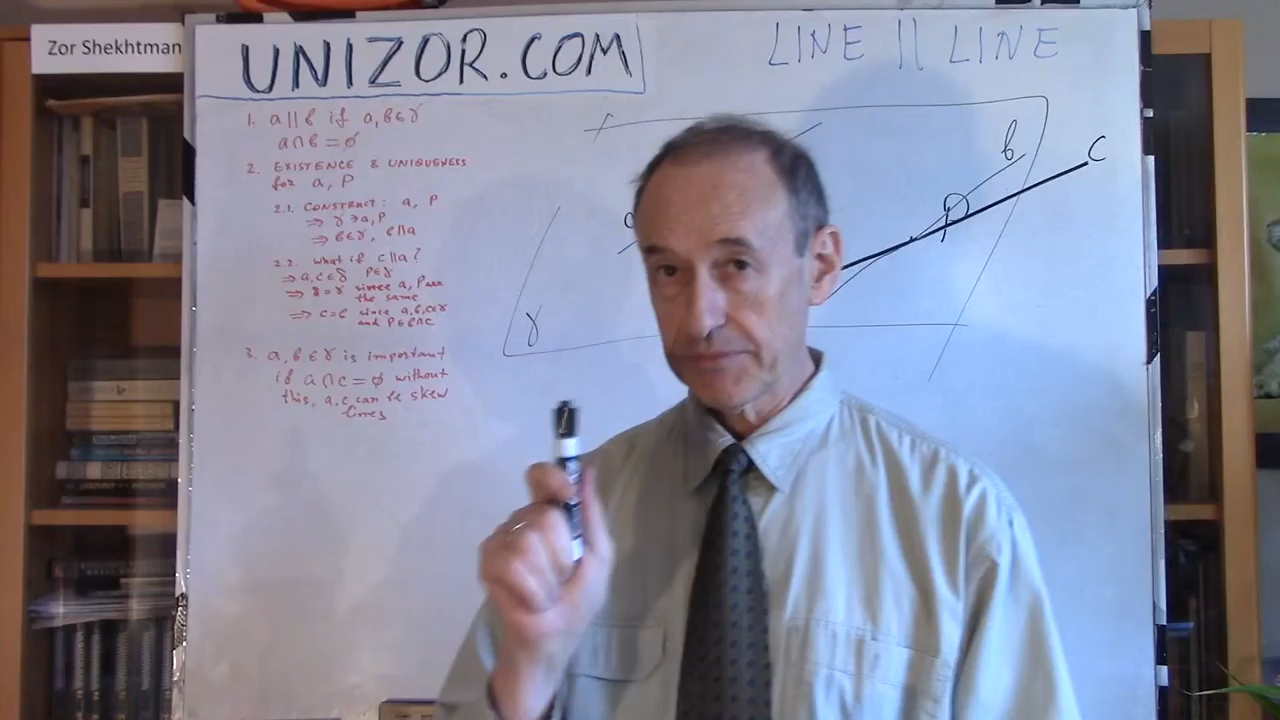 Zor Shekhtman
UNIZOR.COM
LINE || LINE
1. a || b if a, b ∈ γ
a ∩ b = ∅
2. EXISTENCE & UNIQUENESS
for a, P
2.1. CONSTRUCT: a, P
⇒ γ ∋ a, P
⇒ b ∈ γ, b || a
2.2. what if c || a?
⇒ a, c ∈ δ P ∈ δ
⇒ δ = γ since a, P are
the same
⇒ c = b since a, b, c ∈ γ
and P ∈ b ∩ c
3. a, b ∈ γ is important
if a ∩ c = ∅ without
this, a, c can be skew
lines
b
c
P
γ